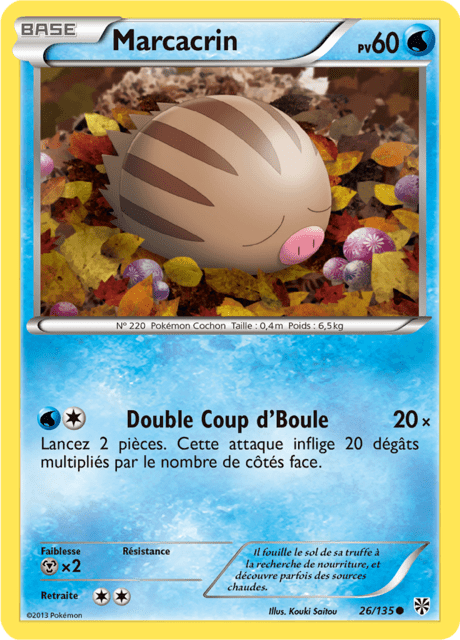 BASE
Marcacrin
PV60
N° 220 Pokémon Cochon Taille : 0,4m Poids : 6,5kg
Double Coup d'Boule 20×
Lancez 2 pièces. Cette attaque inflige 20 dégâts
multipliés par le nombre de côtés face.
Faiblesse Résistance
×2
Retraite
Il fouille le sol de sa truffe à
la recherche de nourriture, et
découvre parfois des sources
chaudes.
©2013 Pokémon
Illus. Kouki Saitou
26/135